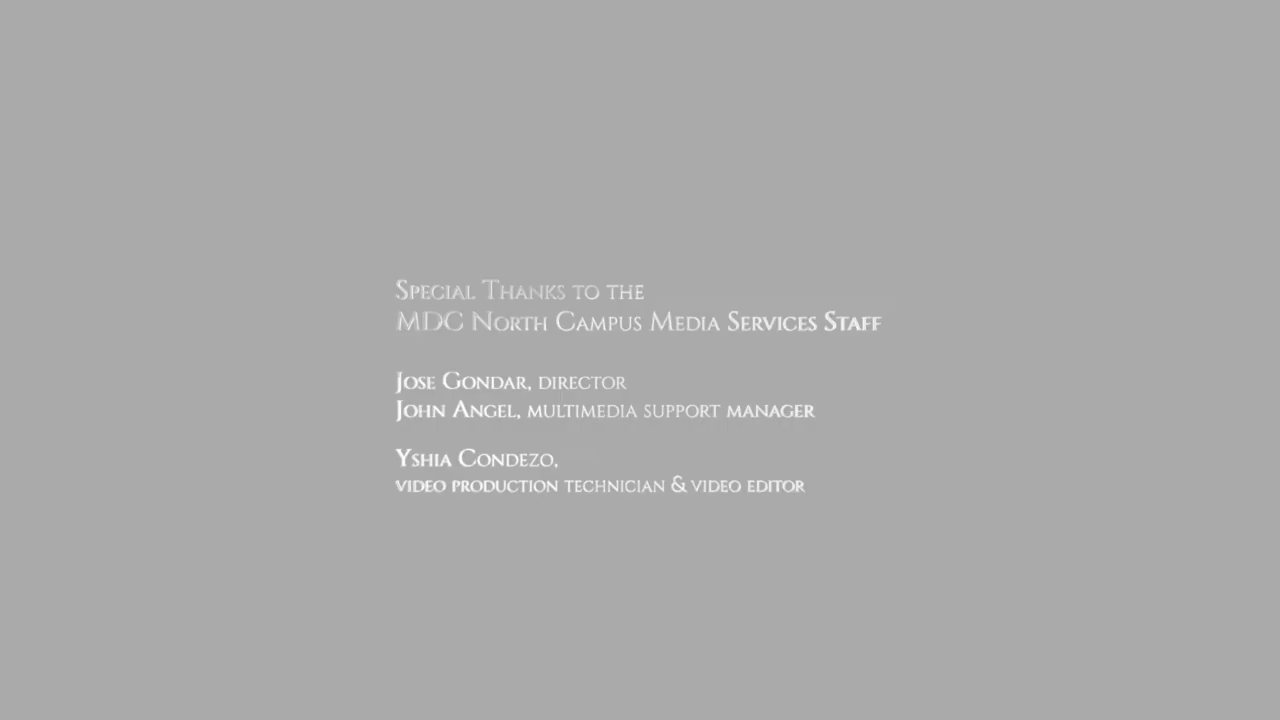 Special Thanks to the
MDC North Campus Media Services Staff
Jose Gondar, director
John Angel, multimedia support manager
Yshia Condezo,
video production technician & video editor